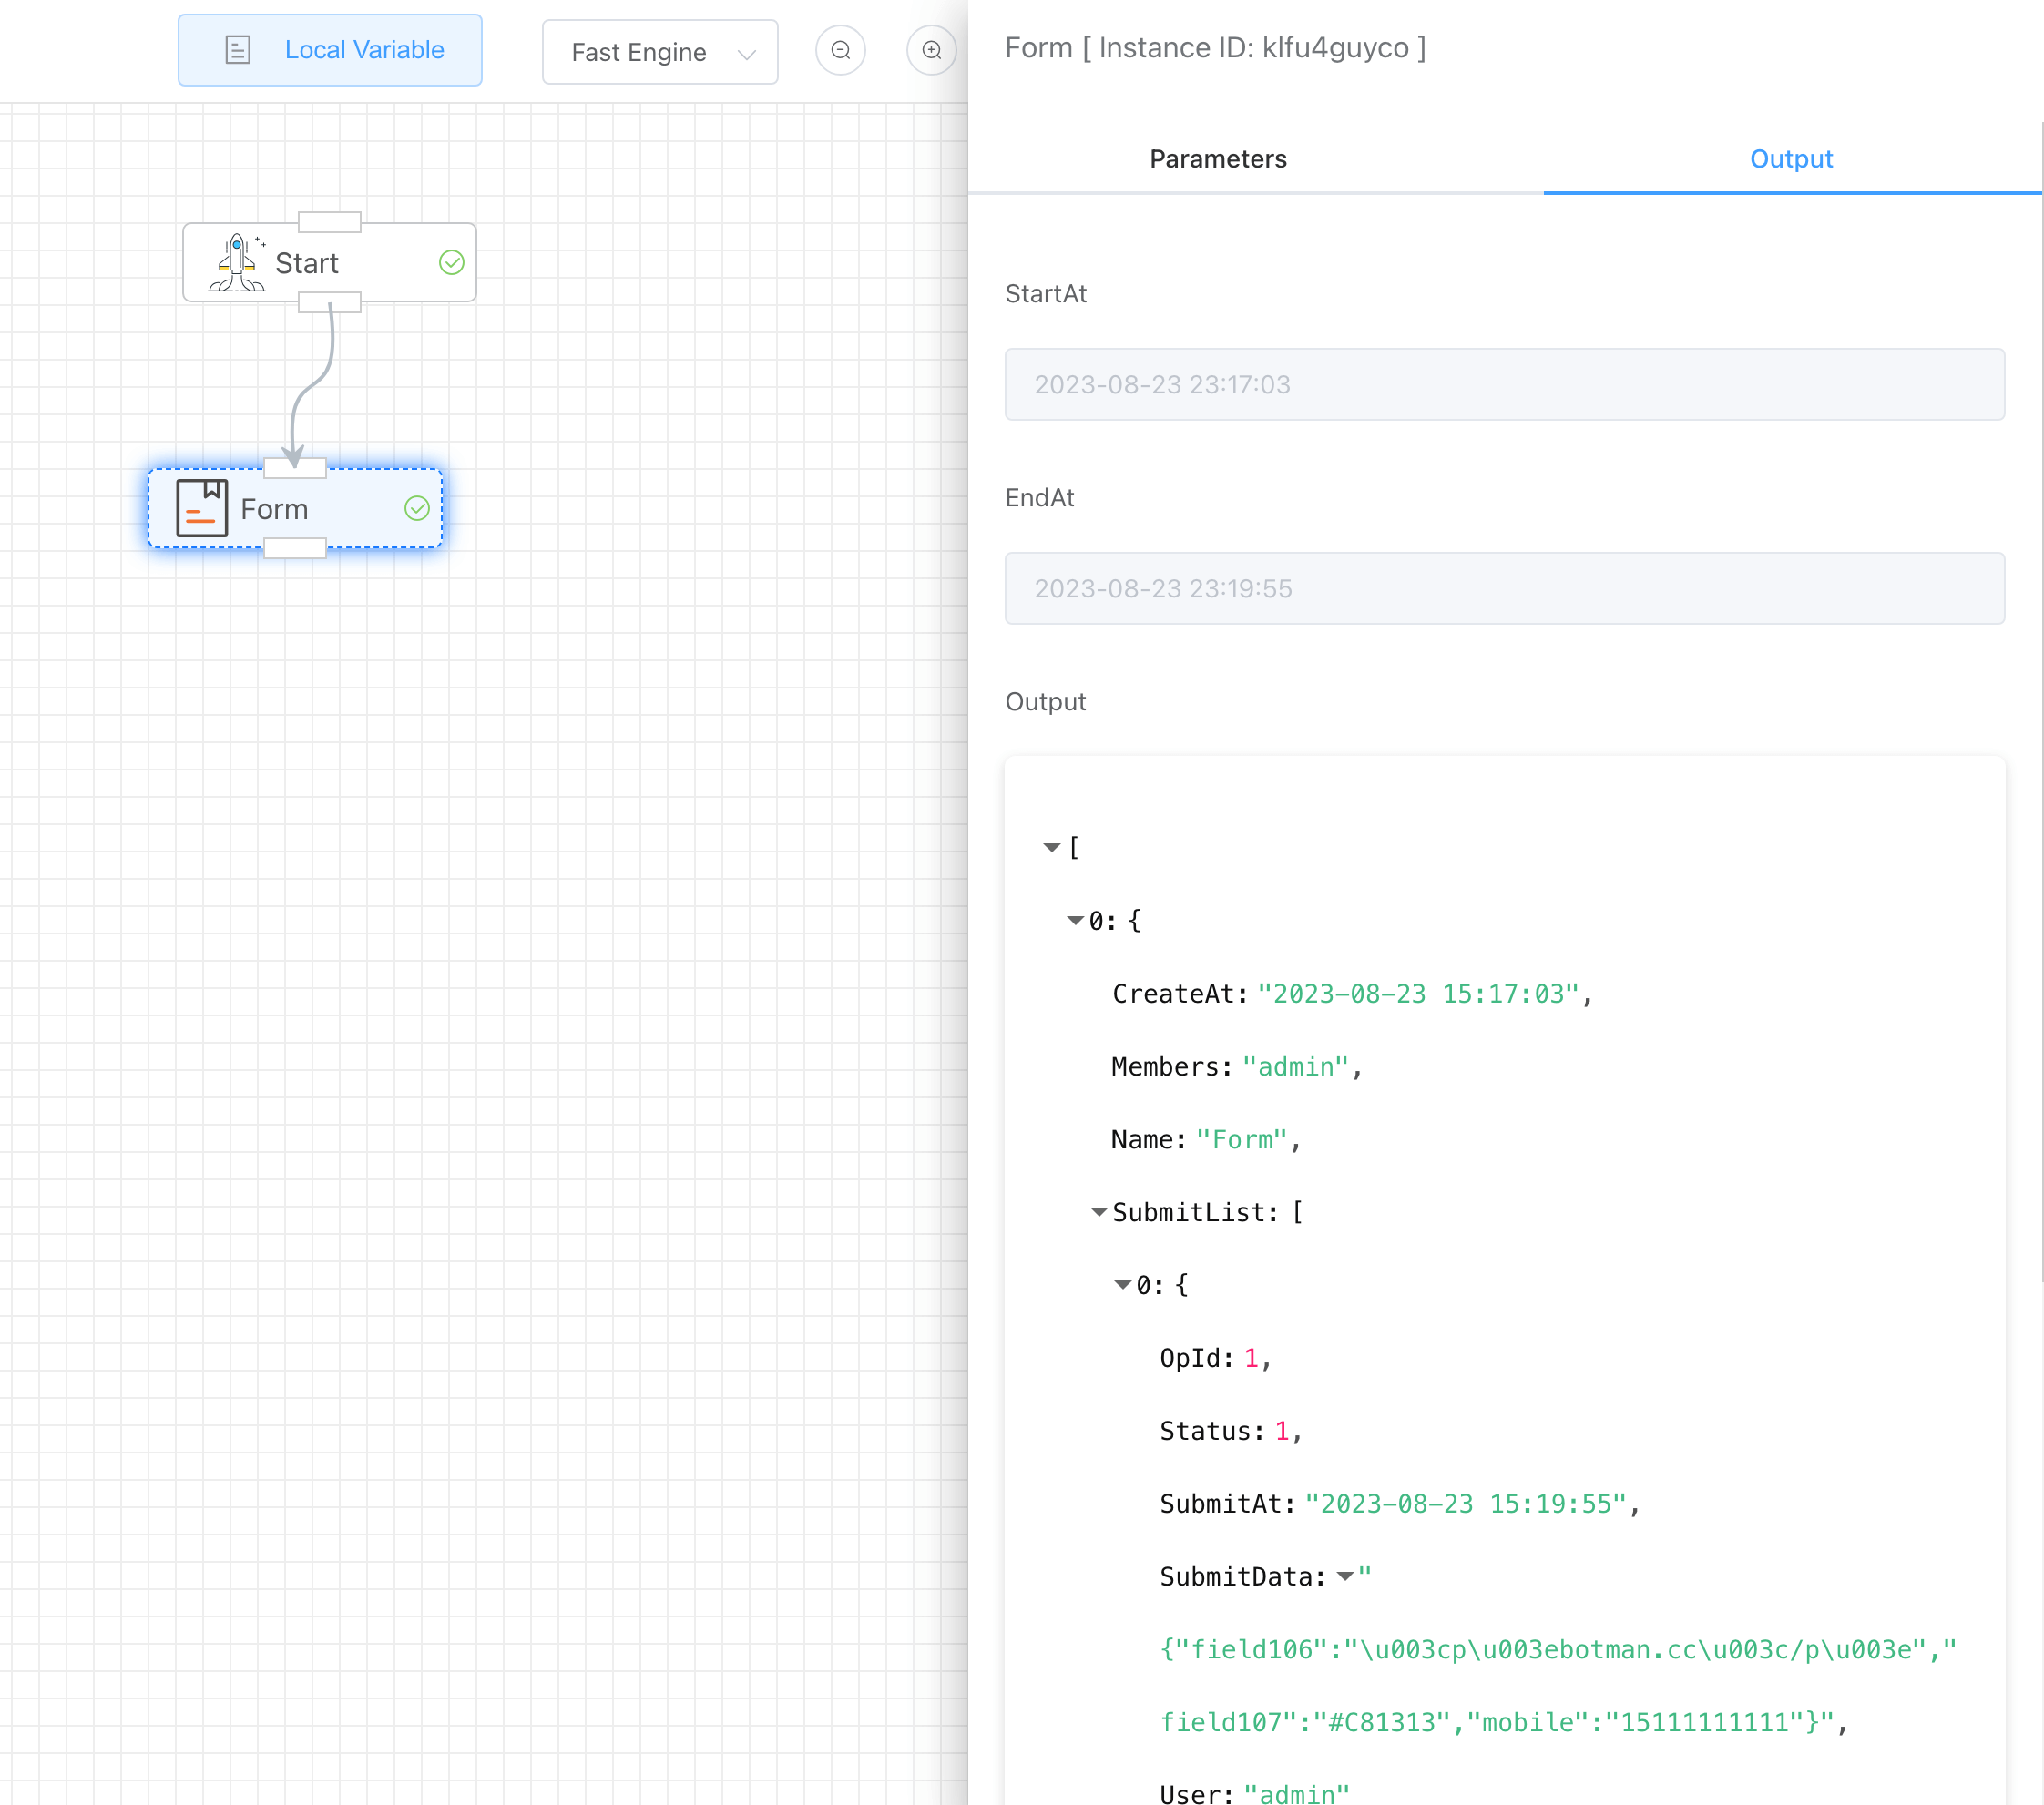 Local Variable
Fast Engine
Start
Form
Form [ Instance ID: klfu4guyco ]
Parameters
Output
StartAt
2023-08-23 23:17:03
EndAt
2023-08-23 23:19:55
Output
[
0: {
CreateAt: "2023-08-23 15:17:03",
Members: "admin",
Name: "Form",
SubmitList: [
0: {
OpId: 1,
Status: 1,
SubmitAt: "2023-08-23 15:19:55",
SubmitData: "
{"field106":"\u003cp\u003ebotman.cc\u003c/p\u003e","
field107":"#C81313","mobile":"15111111111"}",
User: "admin"